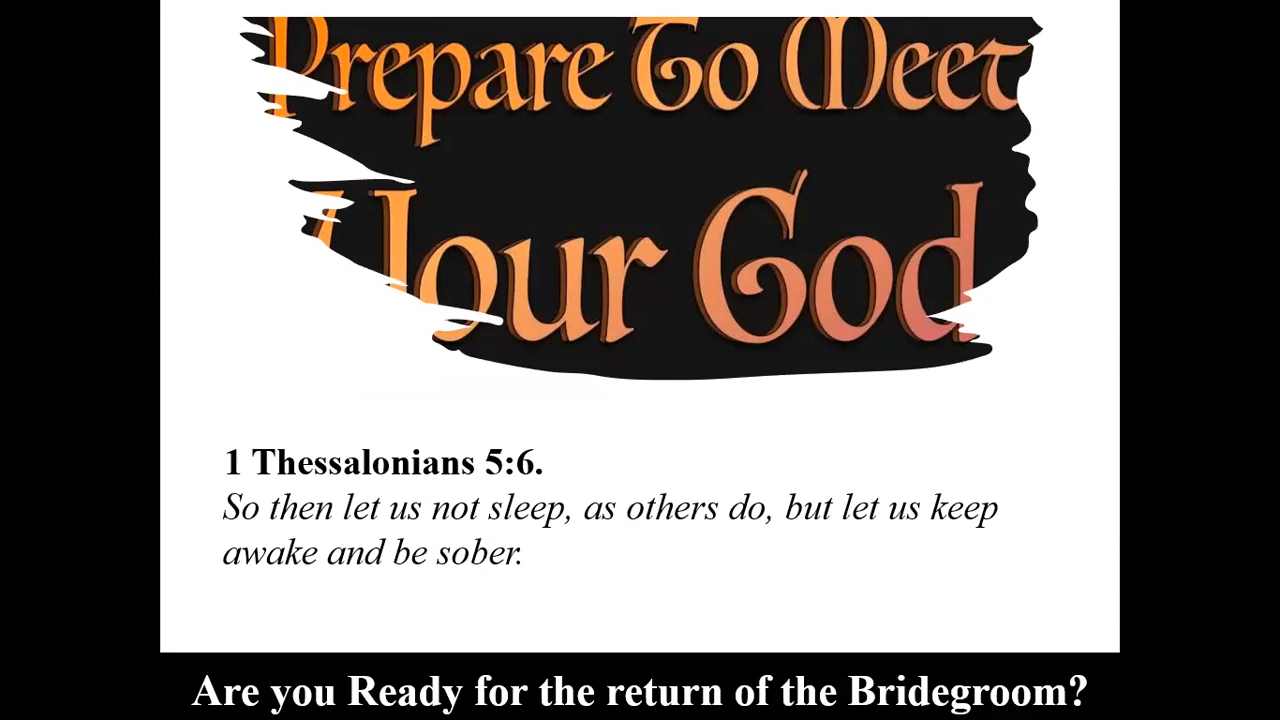 Prepare To Meet
Your God
1 Thessalonians 5:6.
So then let us not sleep, as others do, but let us keep
awake and be sober.
Are you Ready for the return of the Bridegroom?